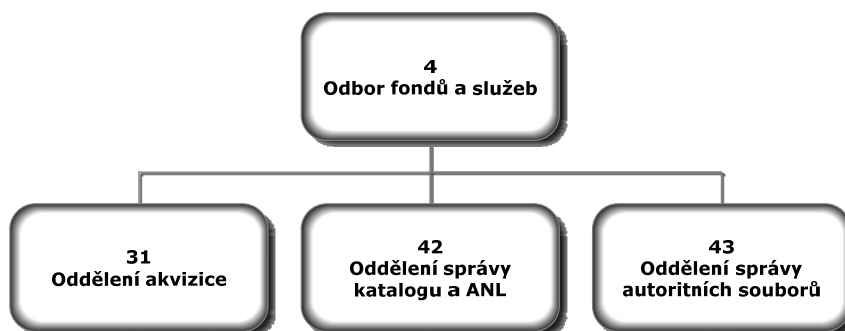 4
Odbor fondů a služeb
31
Oddělení akvizice
42
Oddělení správy
katalogu a ANL
43
Oddělení správy
autoritních souborů